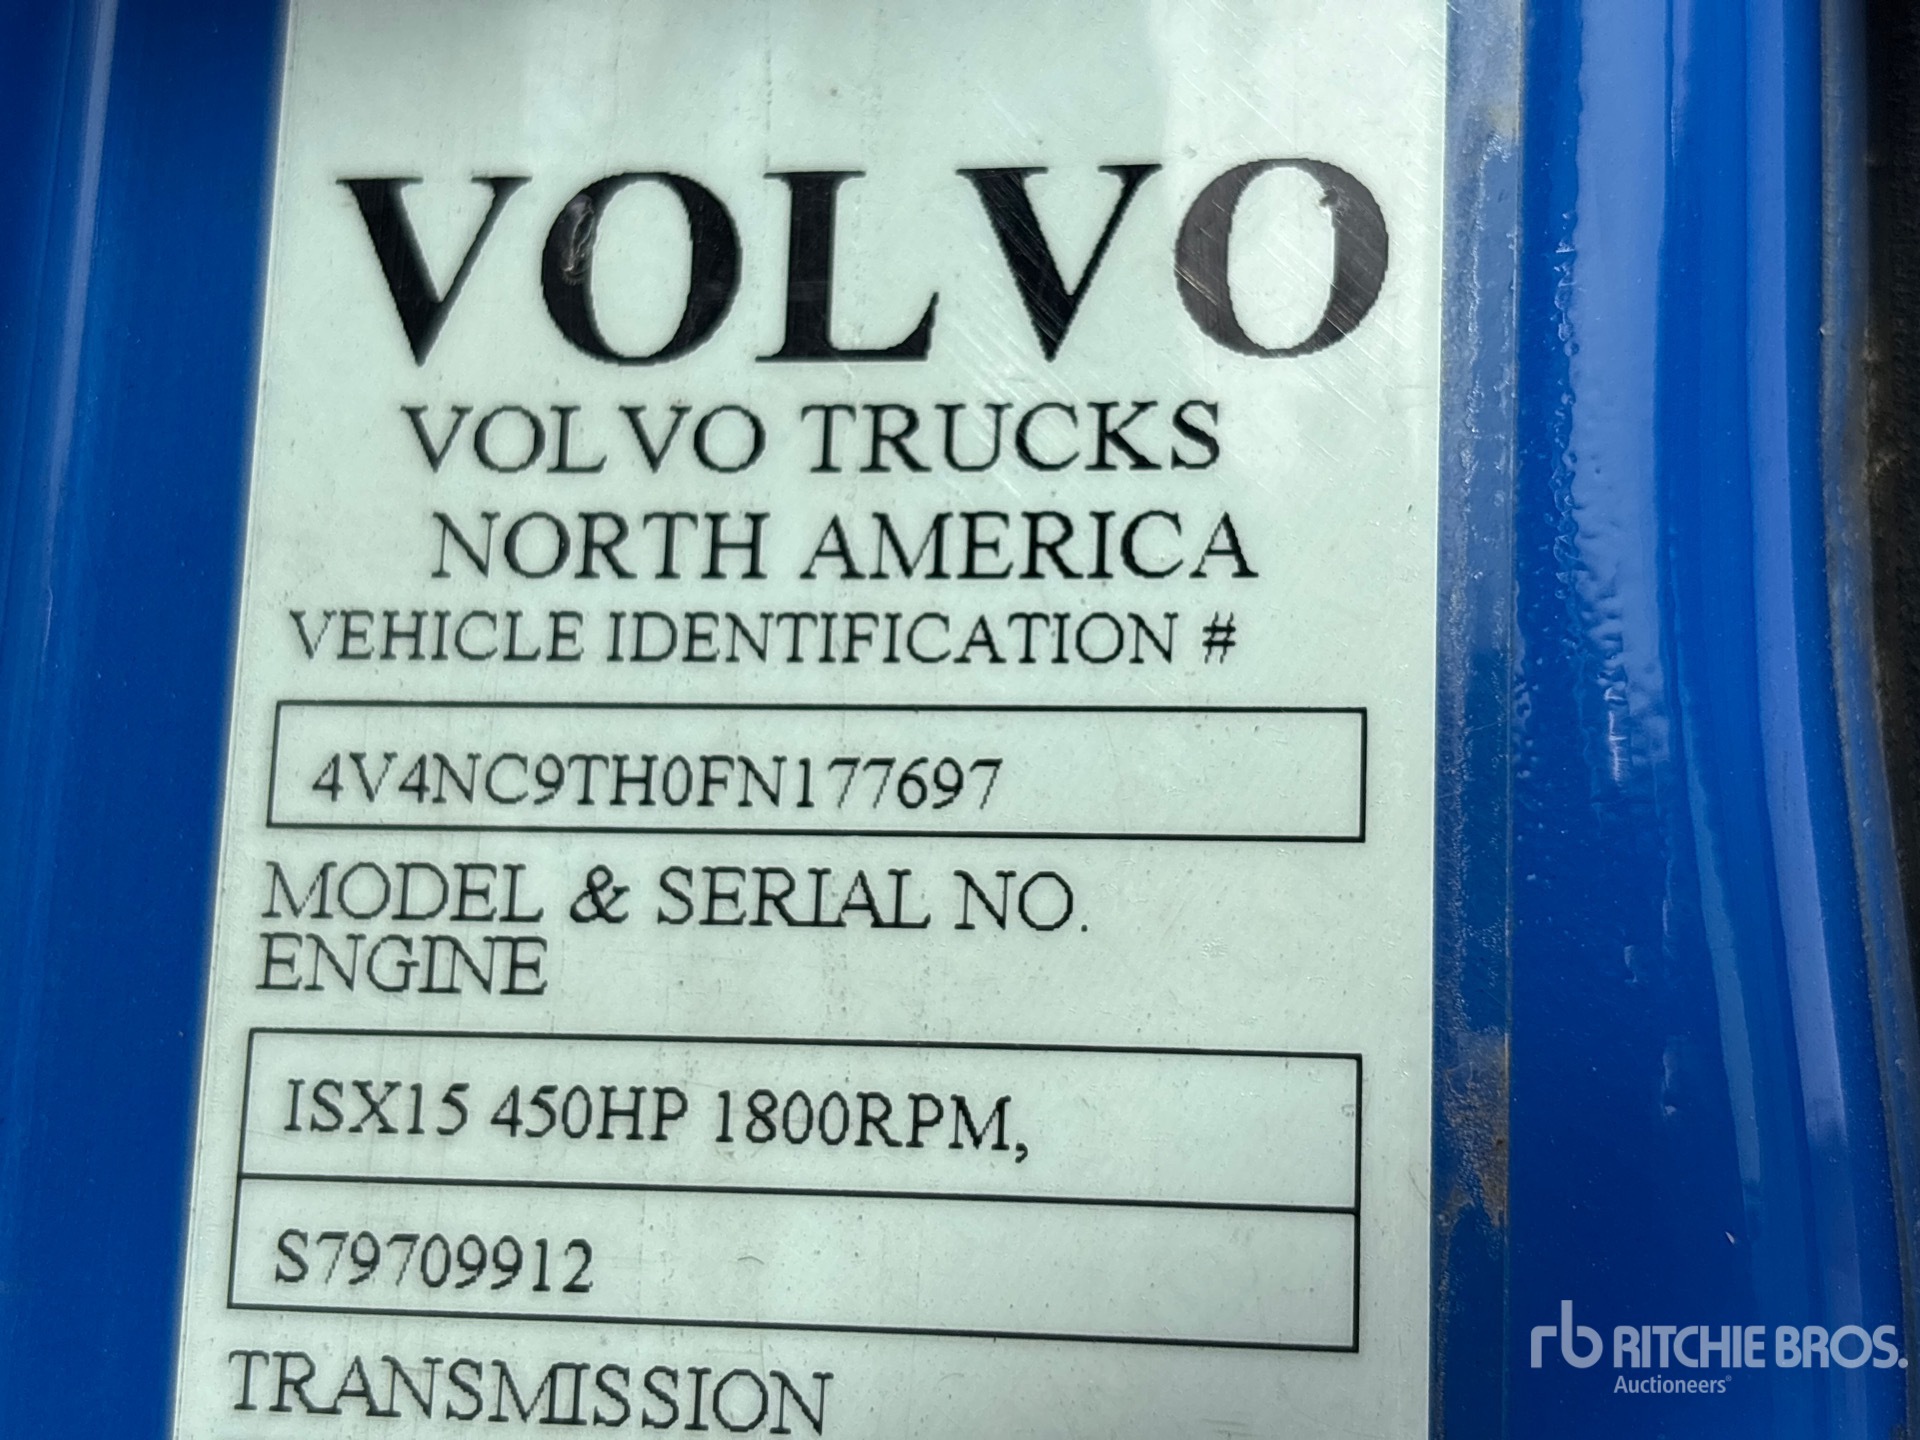 VOLVO
VOLVO TRUCKS
NORTH AMERICA
VEHICLE IDENTIFICATION #
4V4NC9TH0FN177697
MODEL & SERIAL NO.
ENGINE
ISX15 450HP 1800RPM,
S79709912
TRANSMISSION
rb RITCHIE BROS.
Auctioneers®